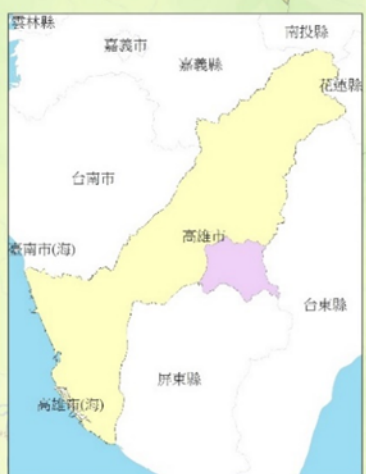 雲林縣
南投縣
嘉義市
嘉義縣
花蓮縣
台南市
高雄市
臺南市(海)
台東縣
屏東縣
高雄市(海)